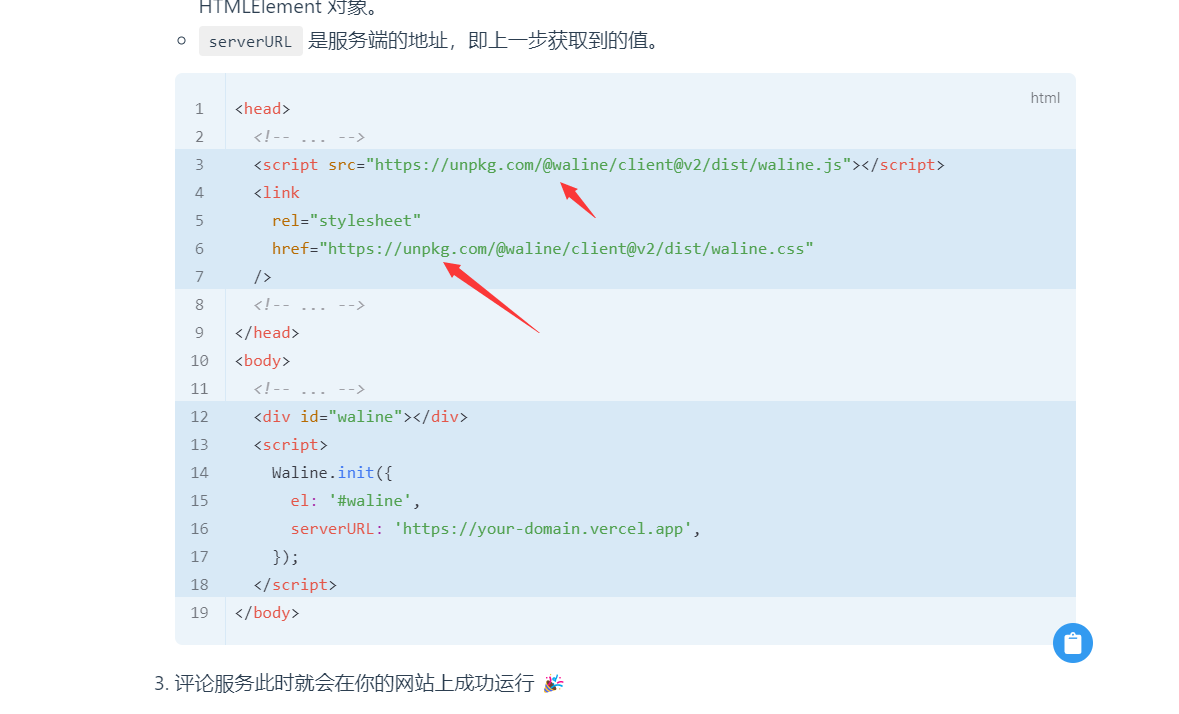 HTMLElement 对象。
serverURL 是服务端的地址，即上一步获取到的值。
html
1 <head>
2   <!-- ... -->
3   <script src="https://unpkg.com/@waline/client@v2/dist/waline.js"></script>
4   <link
5     rel="stylesheet"
6     href="https://unpkg.com/@waline/client@v2/dist/waline.css"
7   />
8   <!-- ... -->
9 </head>
10 <body>
11   <!-- ... -->
12   <div id="waline"></div>
13   <script>
14     Waline.init({
15       el: '#waline',
16       serverURL: 'https://your-domain.vercel.app',
17     });
18   </script>
19 </body>
3. 评论服务此时就会在你的网站上成功运行 🎉